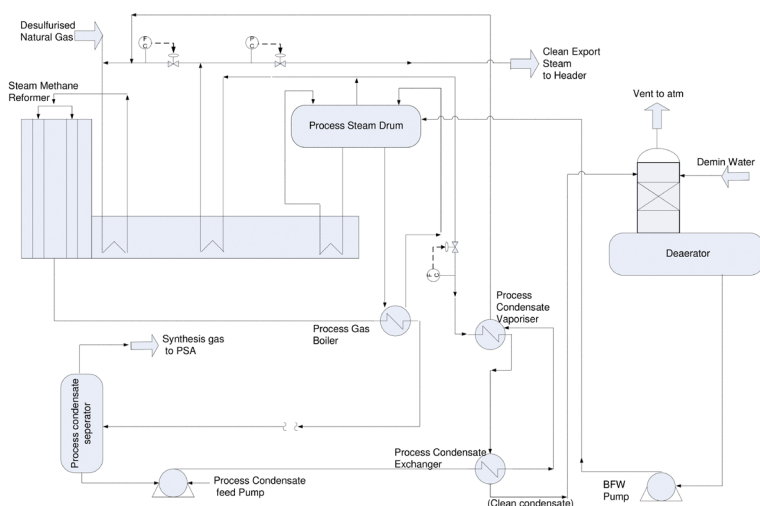 Desulfurised
Natural Gas
F
C
P
C
Clean Export
Steam
to Header
Steam Methane
Reformer
Vent to atm
Process Steam Drum
Demin Water
Deaerator
F
C
Process
Condensate
Vaporiser
Process Gas
Boiler
Synthesis gas
to PSA
Process condensate
seperator
Process Condensate
Exchanger
Process Condensate
feed Pump
BFW
Pump
(Clean condensate)